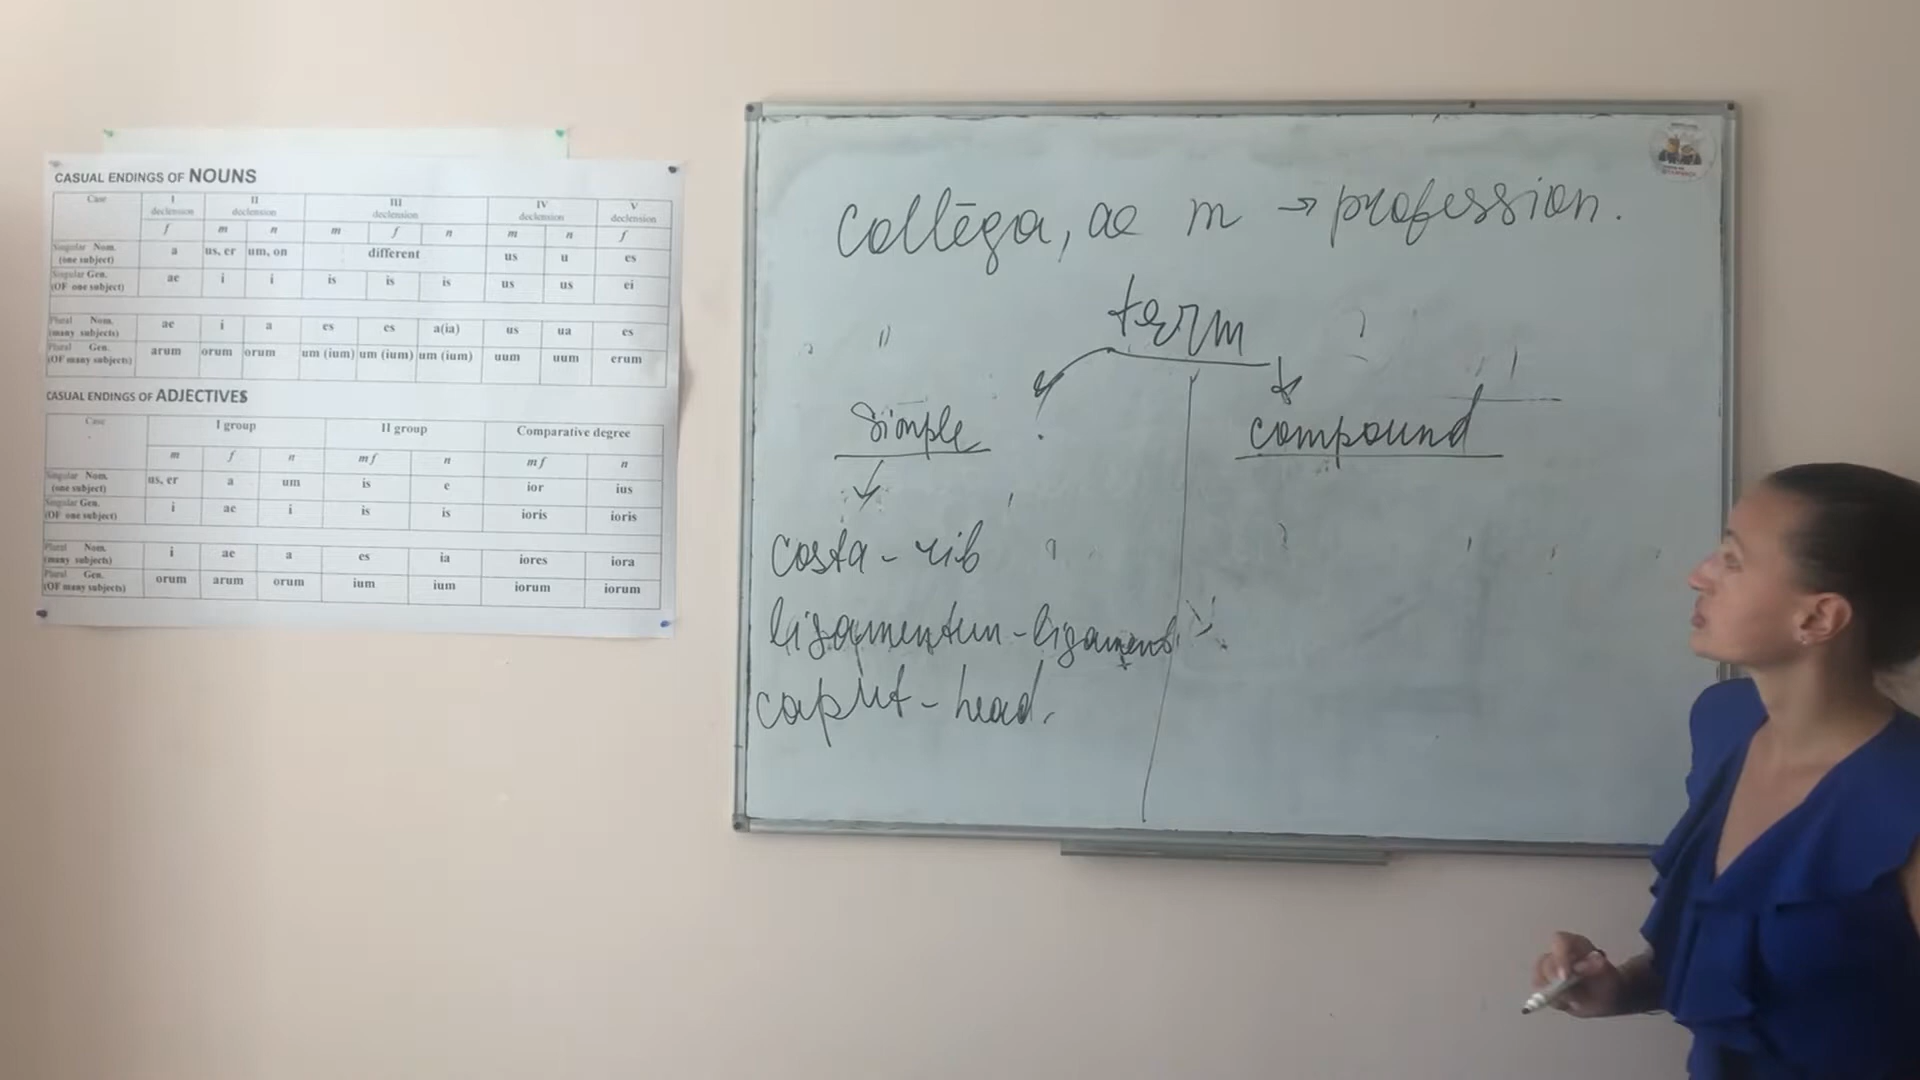 CASUAL ENDINGS OF NOUNS
Case I declension II declension III declension IV declension V declension
f m n m f n m n f
Singular Nom. (one subject) a us, er um, on different us u es
Singular Gen. (OF one subject) ae i i is is is us us ei
Plural Nom. (many subjects) ae i a es es a(ia) us ua es
Plural Gen. (OF many subjects) arum orum orum um (ium) um (ium) um (ium) uum uum erum
CASUAL ENDINGS OF ADJECTIVES
Case I group II group Comparative degree
m f n m f n m f n
Singular Nom. (one subject) us, er a um is e ior ius
Singular Gen. (OF one subject) i ae i is is ioris ioris
Plural Nom. (many subjects) i ae a es ia iores iora
Plural Gen. (OF many subjects) orum arum orum ium ium iorum iorum
collēga, ae m → profession.
term
simple compound
costa - rib
ligamentum - ligament
caput - head.